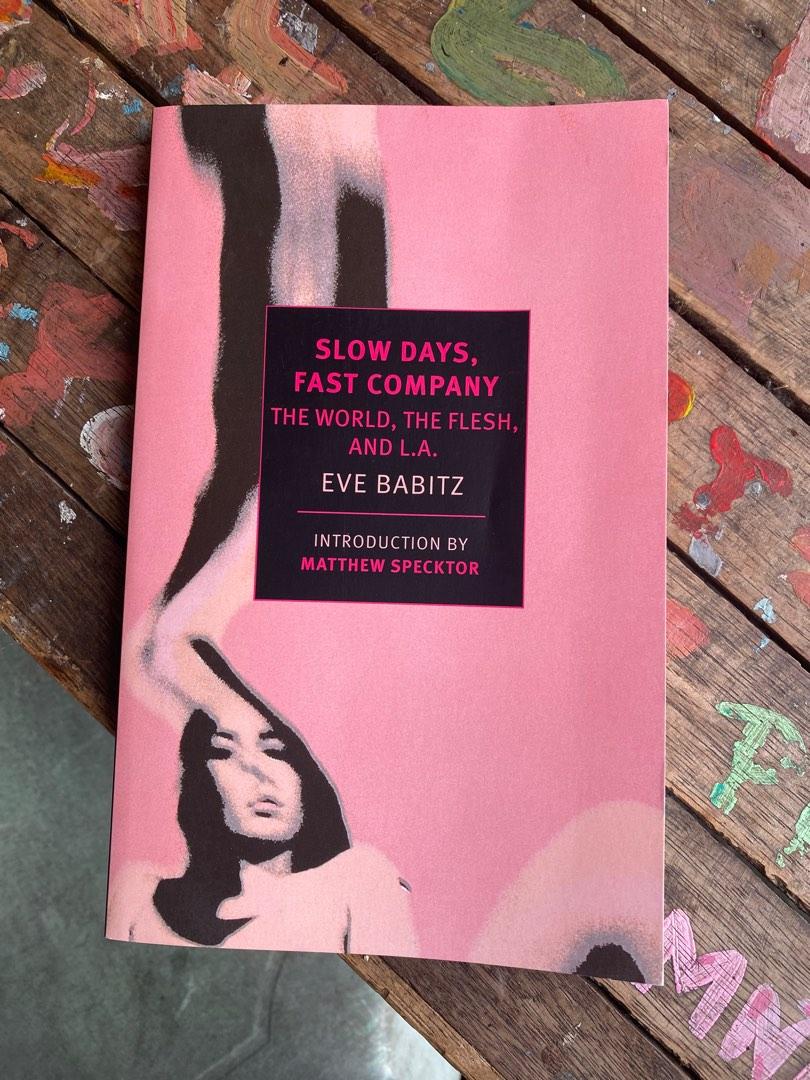 SLOW DAYS,
FAST COMPANY
THE WORLD, THE FLESH,
AND L.A.
EVE BABITZ
INTRODUCTION BY
MATTHEW SPECKTOR